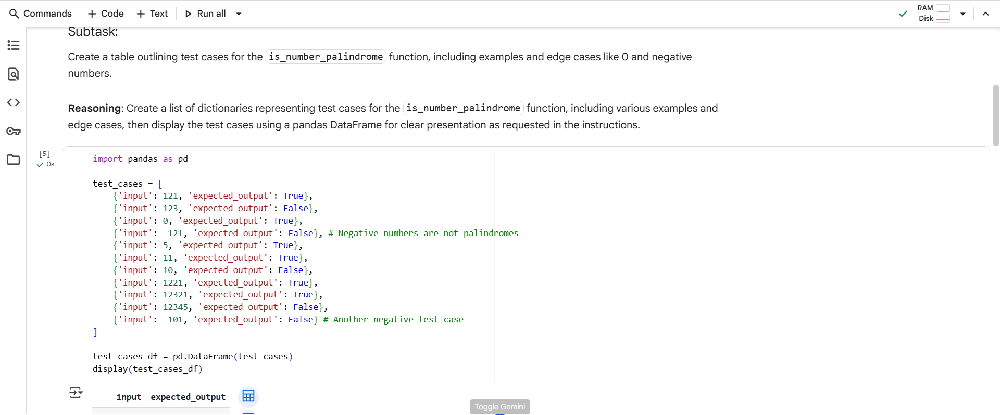 Commands + Code + Text Run all
RAM
Disk
Subtask:
Create a table outlining test cases for the is_number_palindrome function, including examples and edge cases like 0 and negative
numbers.
Reasoning: Create a list of dictionaries representing test cases for the is_number_palindrome function, including various examples and
edge cases, then display the test cases using a pandas DataFrame for clear presentation as requested in the instructions.
[5]
0s
import pandas as pd
test_cases = [
{'input': 121, 'expected_output': True},
{'input': 123, 'expected_output': False},
{'input': 0, 'expected_output': True},
{'input': -121, 'expected_output': False}, # Negative numbers are not palindromes
{'input': 5, 'expected_output': True},
{'input': 11, 'expected_output': True},
{'input': 10, 'expected_output': False},
{'input': 1221, 'expected_output': True},
{'input': 12321, 'expected_output': True},
{'input': 12345, 'expected_output': False},
{'input': -101, 'expected_output': False} # Another negative test case
]
test_cases_df = pd.DataFrame(test_cases)
display(test_cases_df)
input expected_output
Toggle Gemini